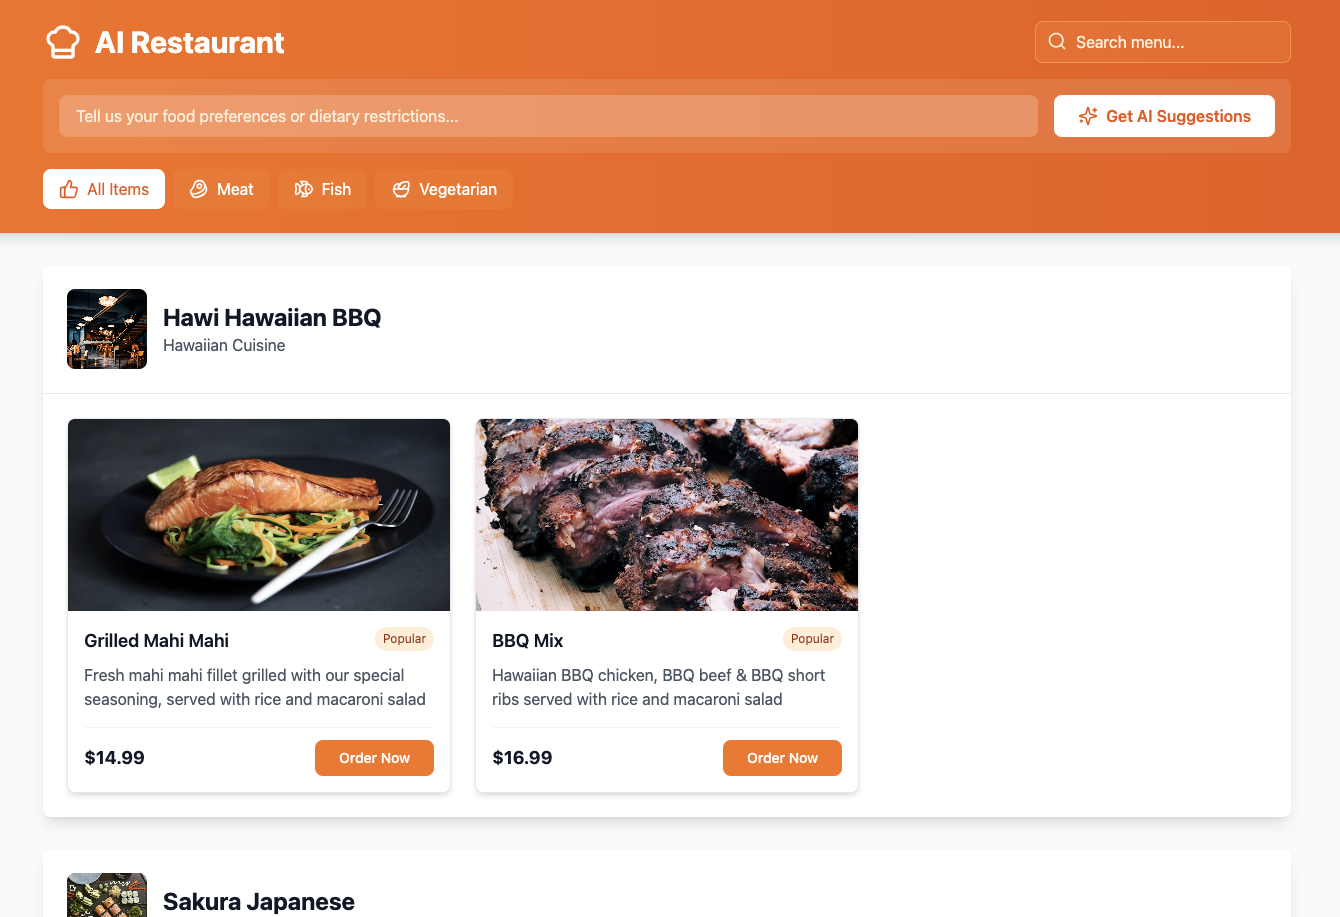 AI Restaurant
Search menu...
Tell us your food preferences or dietary restrictions...
Get AI Suggestions
All Items
Meat
Fish
Vegetarian
Hawi Hawaiian BBQ
Hawaiian Cuisine
Grilled Mahi Mahi
Popular
Fresh mahi mahi fillet grilled with our special
seasoning, served with rice and macaroni salad
$14.99
Order Now
BBQ Mix
Popular
Hawaiian BBQ chicken, BBQ beef & BBQ short
ribs served with rice and macaroni salad
$16.99
Order Now
Sakura Japanese